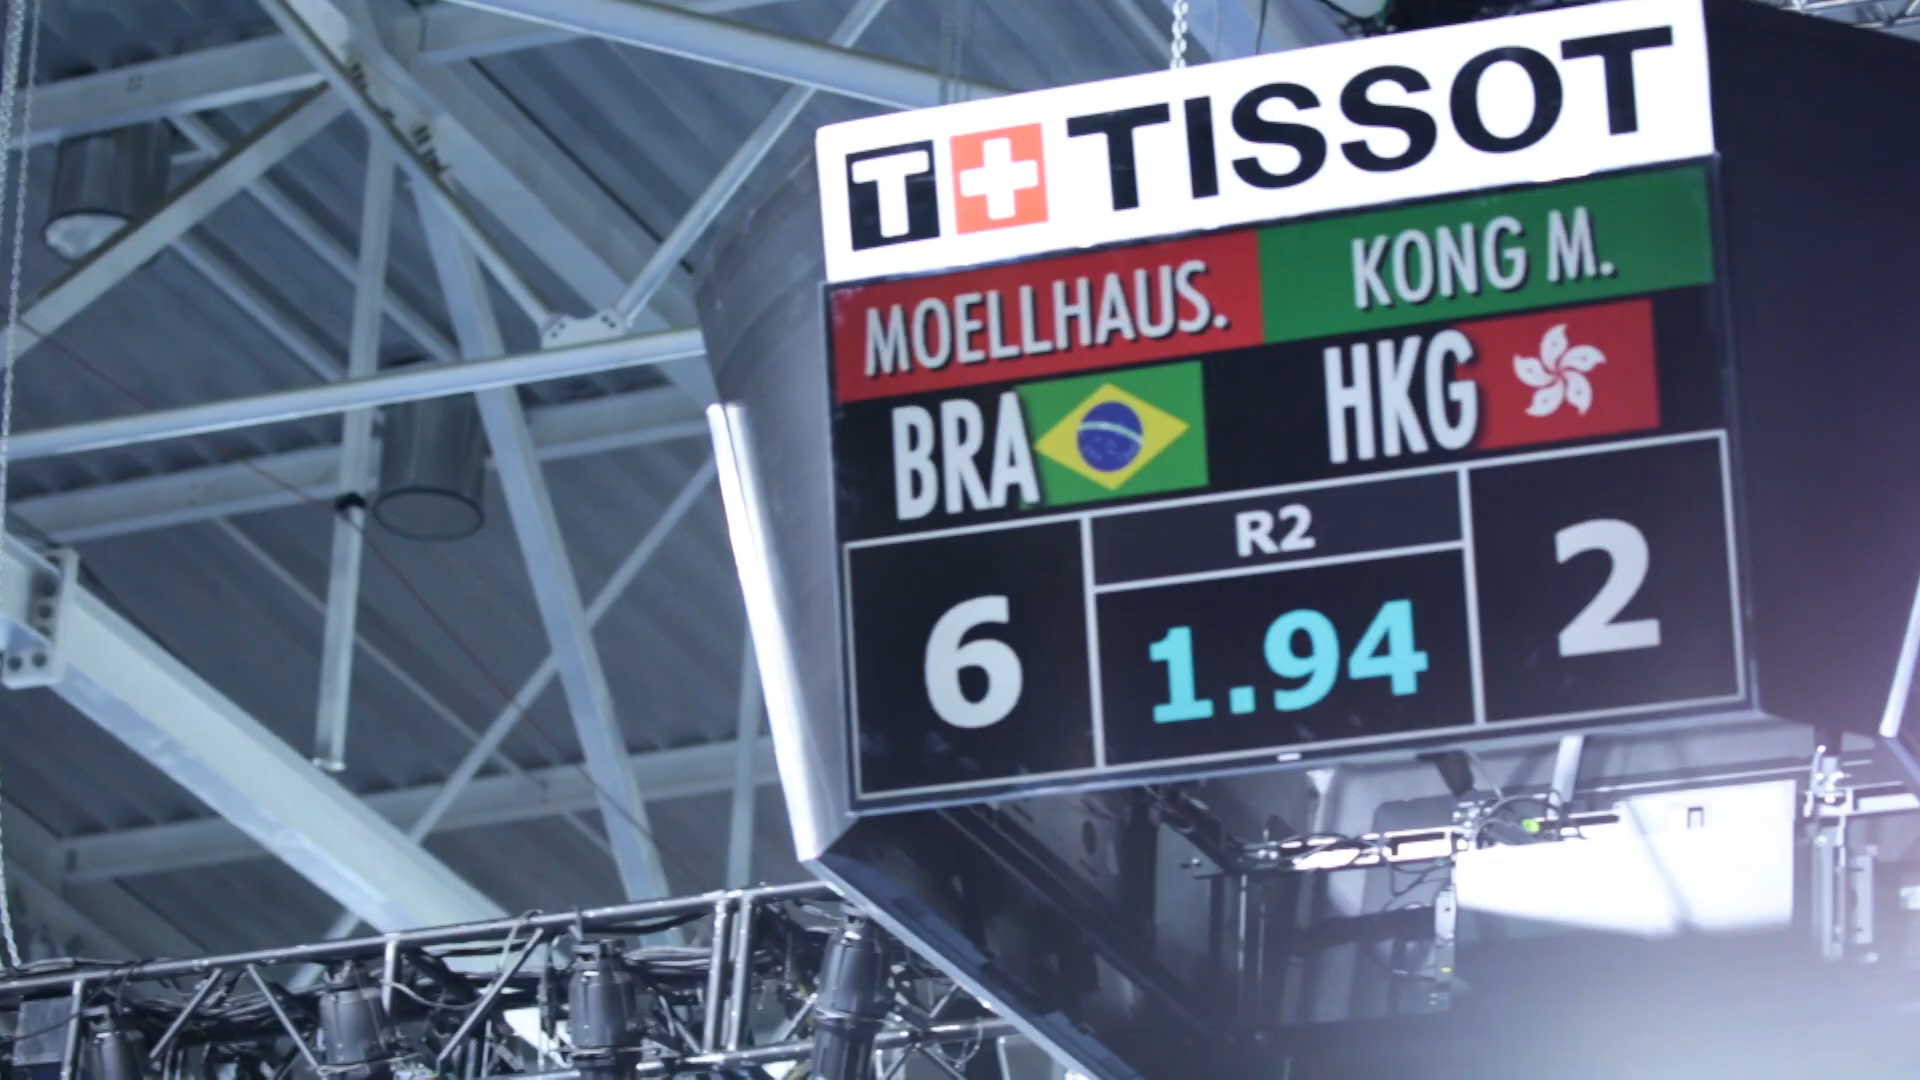 T+ TISSOT
MOELLHAUS. KONG M.
BRA HKG
R2
6 1.94 2